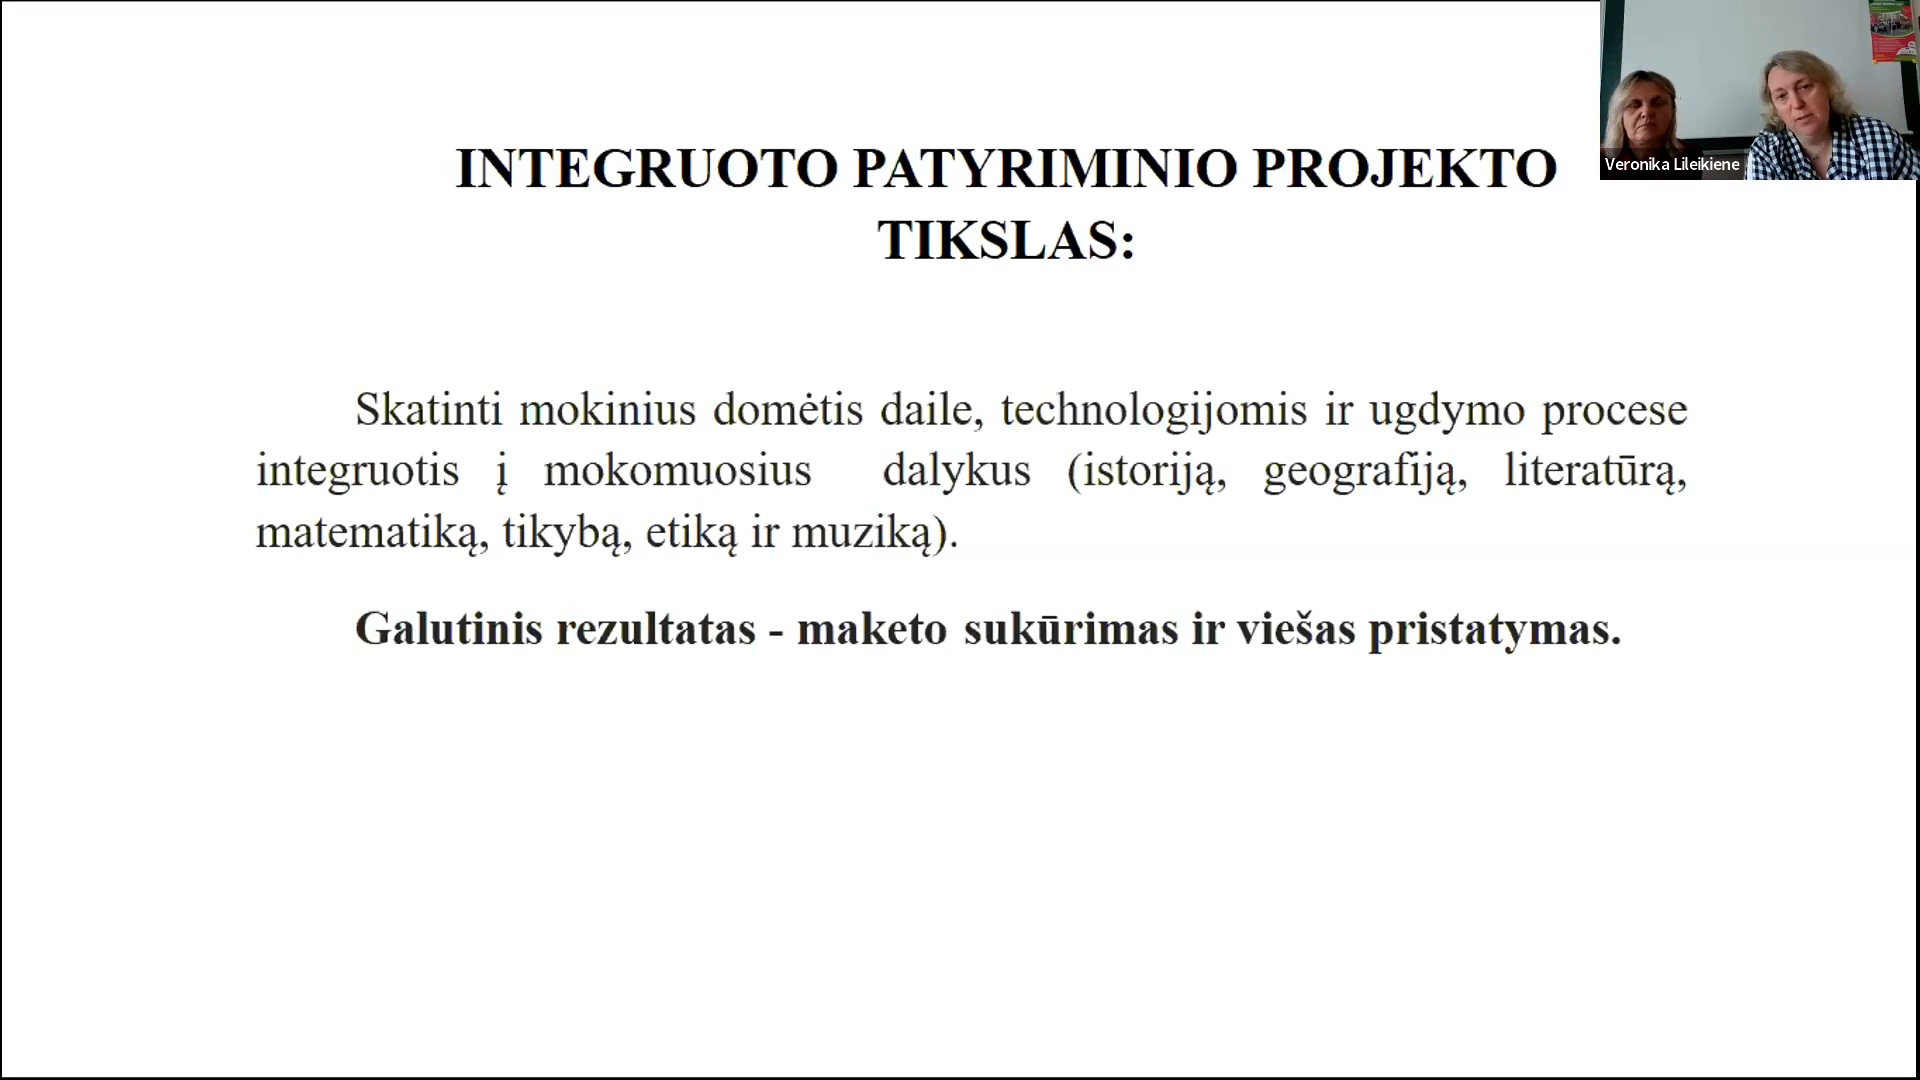 INTEGRUOTO PATYRIMINIO PROJEKTO
TIKSLAS:
Skatinti mokinius domėtis daile, technologijomis ir ugdymo procese
integruotis į mokomuosius dalykus (istoriją, geografiją, literatūrą,
matematiką, tikybą, etiką ir muziką).
Galutinis rezultatas - maketo sukūrimas ir viešas pristatymas.
Veronika Lileikiene